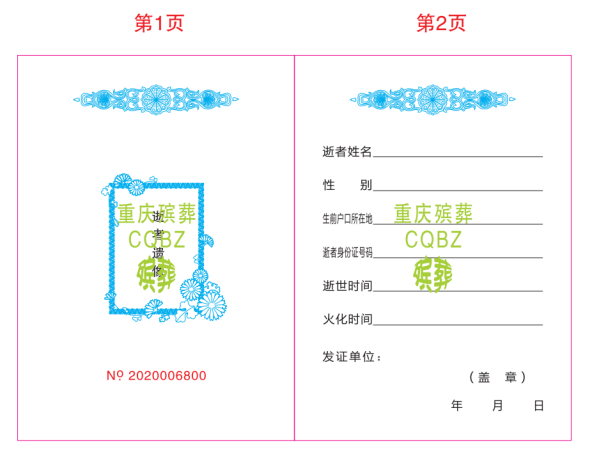 第1页
第2页
重庆殡葬
CQBZ
殡葬
逝
者
遗
像
№ 2020006800
逝者姓名
性 别
生前户口所在地
逝者身份证号码
逝世时间
火化时间
重庆殡葬
CQBZ
殡葬
发证单位:
(盖 章)
年 月 日